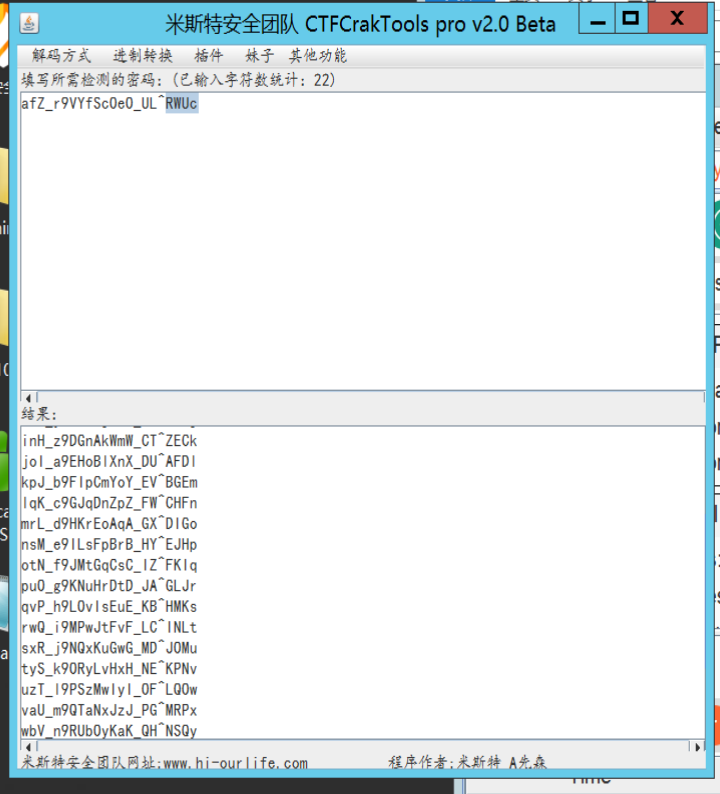 米斯特安全团队 CTFCrakTools pro v2.0 Beta
解码方式 进制转换 插件 妹子 其他功能
填写所需检测的密码: (已输入字符数统计: 22)
afZ_r9VYfScOeO_UL^RWUc
结果:
inH_z9DGnAkWmW_CT^ZECk
joI_a9EHoBlXnX_DU^AFDl
kpJ_b9FIpCmYoY_EV^BGEm
lqK_c9GJqDnZpZ_FW^CHFn
mrL_d9HKrEoAqA_GX^DIGo
nsM_e9ILsFpBrB_HY^EJHp
otN_f9JMtGqCsC_IZ^FKIq
puO_g9KNuHrDtD_JA^GLJr
qvP_h9LOvIsEuE_KB^HMKs
rwQ_i9MPwJtFvF_LC^INLt
sxR_j9NQxKuGwG_MD^JOMu
tyS_k9ORyLvHxH_NE^KPNv
uzT_l9PSzMwIyI_OF^LQOw
vaU_m9QTaNxJzJ_PG^MRPx
wbV_n9RUbOyKaK_QH^NSQy
米斯特安全团队网址:www.hi-ourlife.com 程序作者:米斯特 A先森